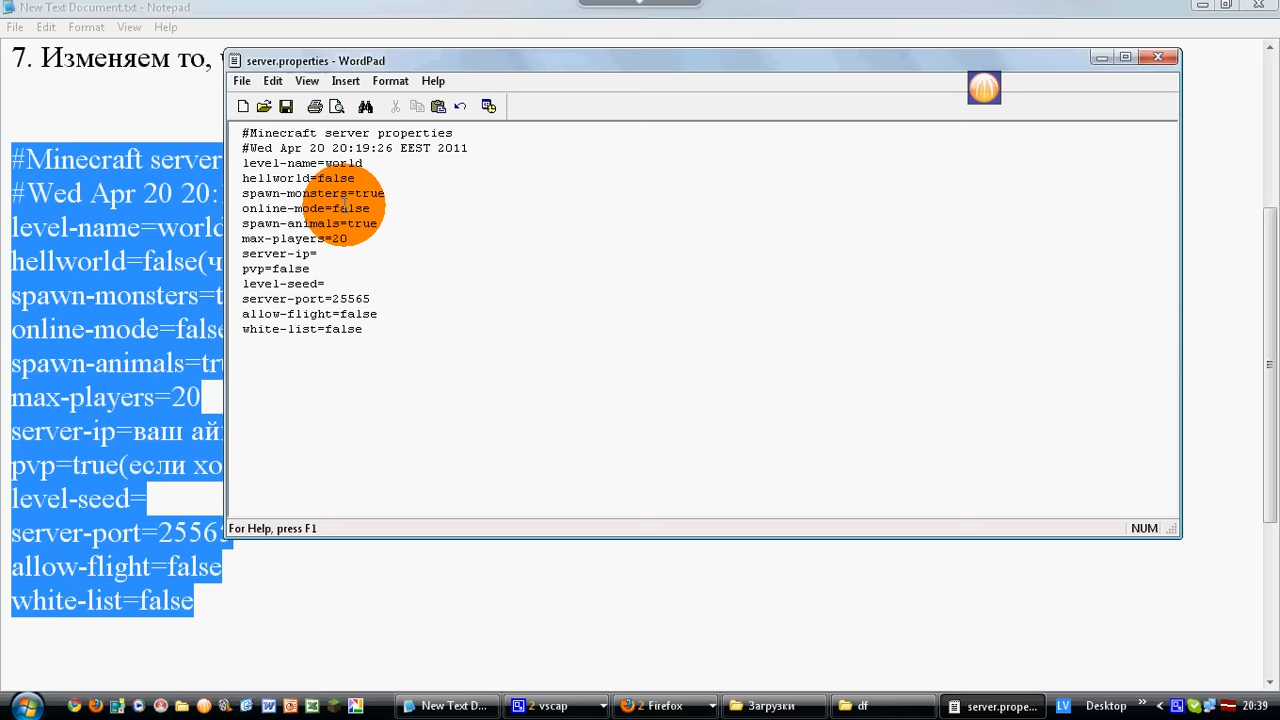 New Text Document.txt - Notepad
File Edit Format View Help
7. Изменяем то,
#Minecraft server
#Wed Apr 20 20:
level-name=world
hellworld=false(ч
spawn-monsters=t
online-mode=false
spawn-animals=tru
max-players=20
server-ip=ваш ай
pvp=true(если хо
level-seed=
server-port=25565
allow-flight=false
white-list=false
server.properties - WordPad
File Edit View Insert Format Help
#Minecraft server properties
#Wed Apr 20 20:19:26 EEST 2011
level-name=world
hellworld=false
spawn-monsters=true
online-mode=false
spawn-animals=true
max-players=20
server-ip=
pvp=false
level-seed=
server-port=25565
allow-flight=false
white-list=false
For Help, press F1
NUM
New Text D...
2 vscap
2 Firefox
Загрузки
df
server.prope...
LV
Desktop
20:39